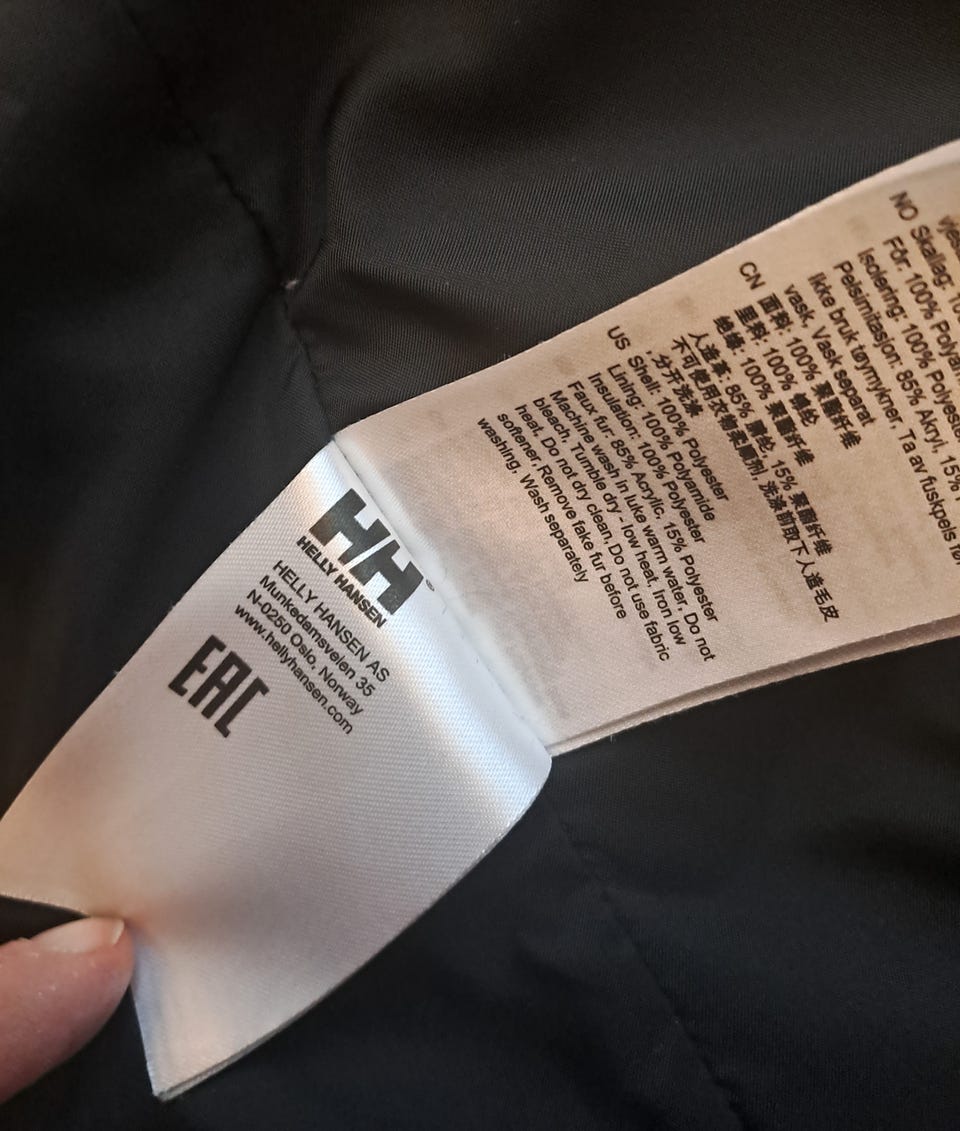 HH®
HELLY HANSEN
HELLY HANSEN AS
Munkedamsveien 35
N-0250 Oslo, Norway
www.hellyhansen.com
EAC
US Shell: 100% Polyester
Lining: 100% Polyamide
Insulation: 100% Polyester
Faux fur: 85% Acrylic, 15% Polyester
Machine wash in luke warm water, Do not
bleach, Tumble dry - low heat, Iron low
heat, Do not dry clean, Do not use fabric
softener, Remove fake fur before
washing, Wash separately
CN 面料: 100% 聚酯纤维
里料: 100% 锦纶
绝缘: 100% 聚酯纤维
人造革: 85% 腈纶, 15% 聚酯纤维
不可使用衣物柔顺剂, 洗涤前取下人造毛皮
, 分开洗涤
NO Skallag:
Fôr: 100% Polyam
Isolering: 100% Polyester
Pelsimitasjon: 85% Akryl, 15%
Ikke bruk tøymykner, Ta av fuskpels før
vask, Vask separat